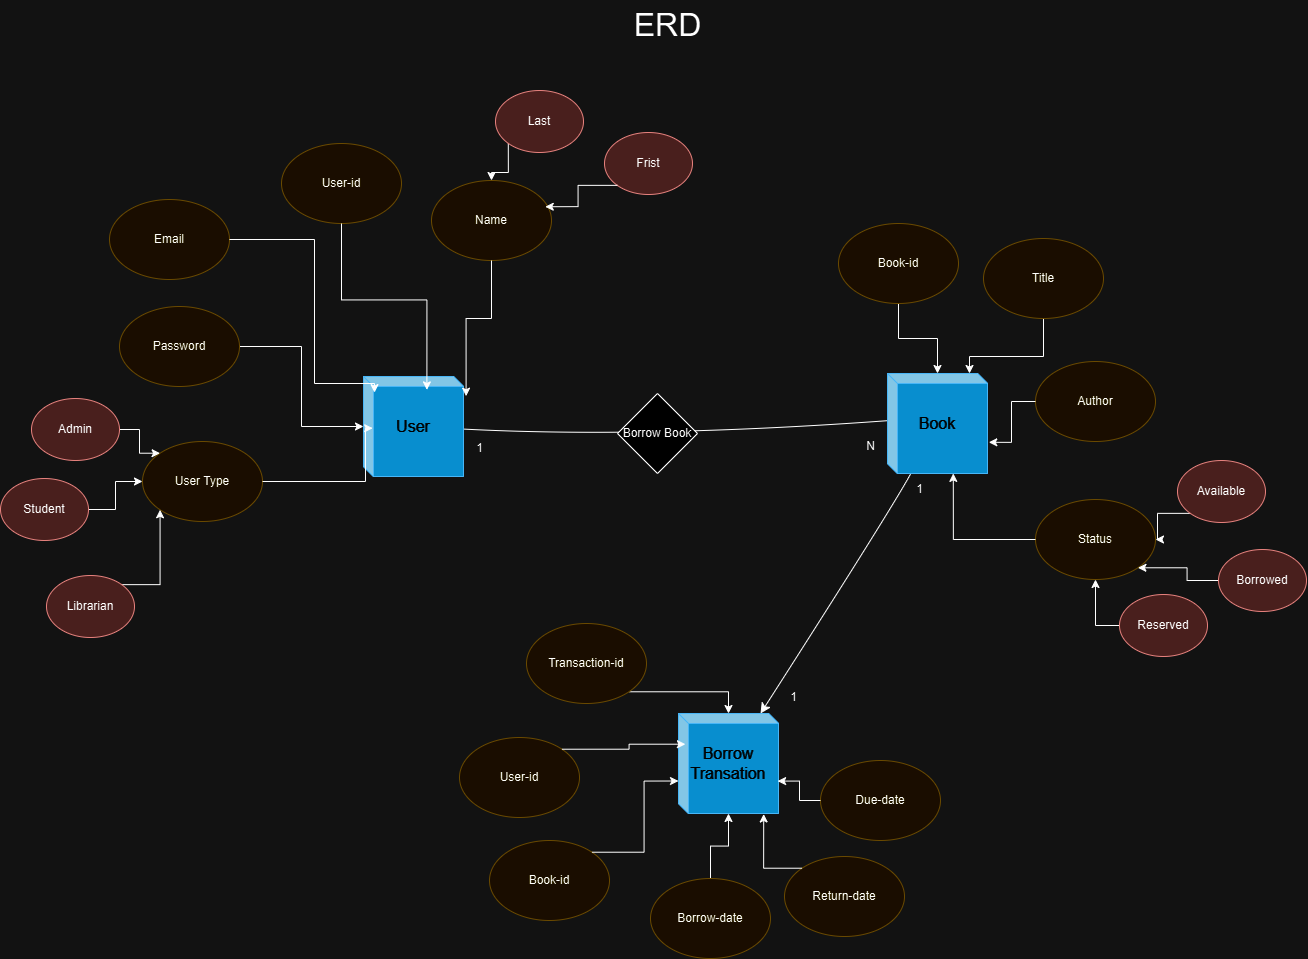 ERD
Last
Frist
User-id
Name
Email
Book-id
Title
Password
Author
Admin
User
Borrow Book
Book
1
N
User Type
Student
1
Available
Status
Borrowed
Librarian
Reserved
Transaction-id
1
Borrow
Transation
User-id
Due-date
Book-id
Return-date
Borrow-date